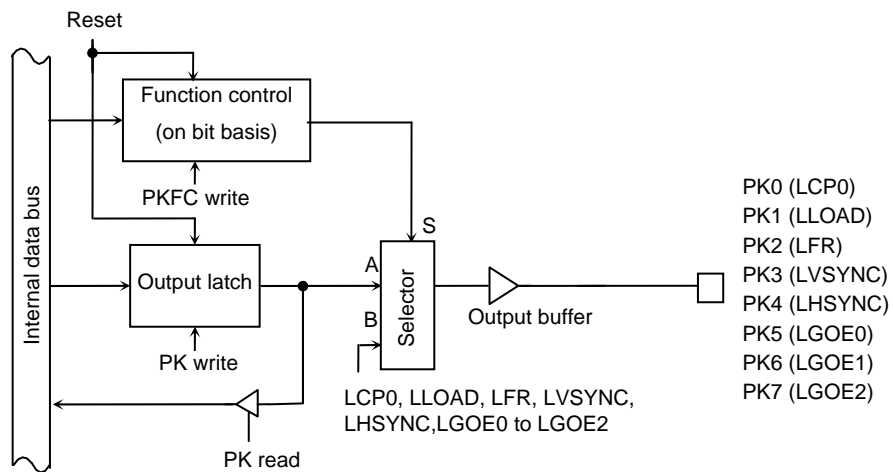 Reset
Internal data bus
Function control
(on bit basis)
PKFC write
S
A
B
Selector
Output latch
PK write
PK read
Output buffer
LCP0, LLOAD, LFR, LVSYNC,
LHSYNC,LGOE0 to LGOE2
PK0 (LCP0)
PK1 (LLOAD)
PK2 (LFR)
PK3 (LVSYNC)
PK4 (LHSYNC)
PK5 (LGOE0)
PK6 (LGOE1)
PK7 (LGOE2)